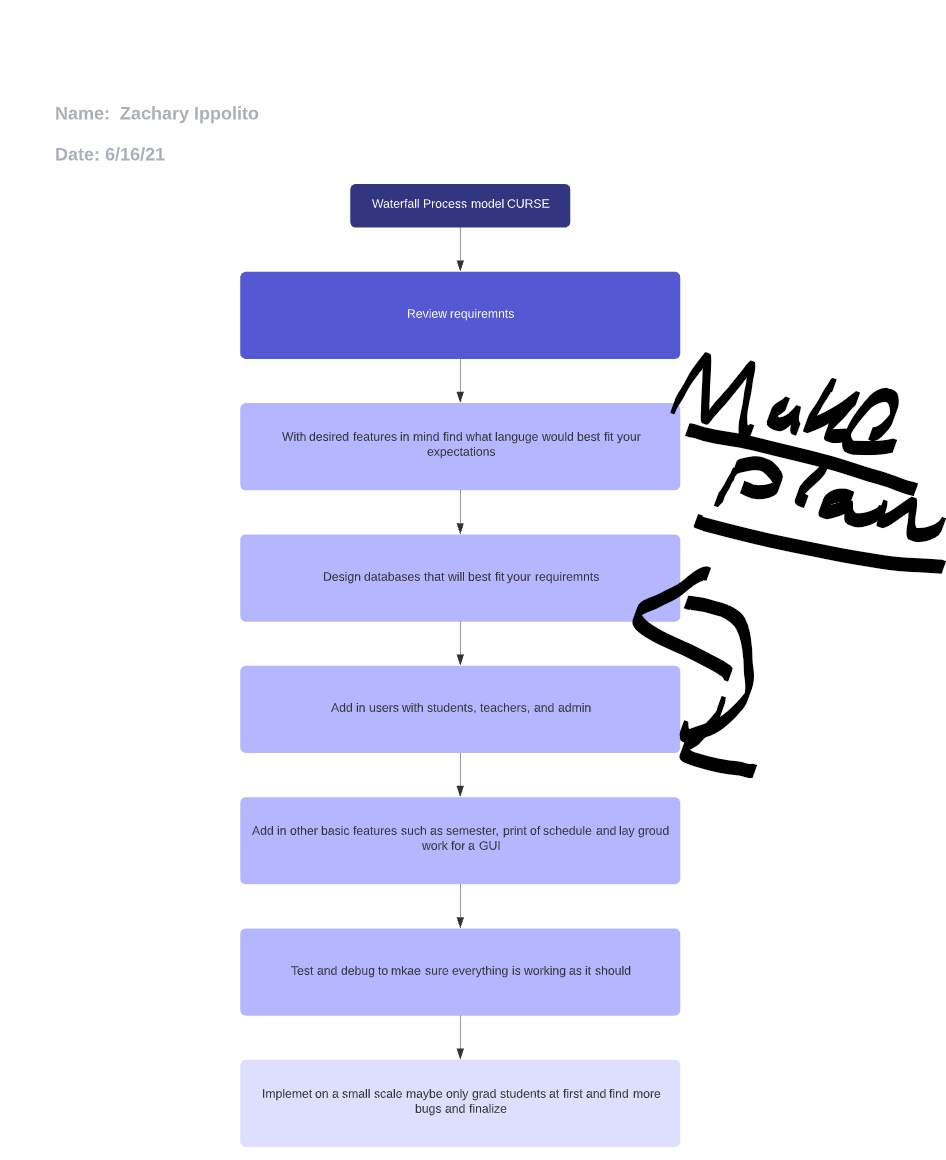 Name: Zachary Ippolito
Date: 6/16/21
Waterfall Process model CURSE
Review requiremnts
With desired features in mind find what languge would best fit your
expectations
Make
plan
Design databases that will best fit your requiremnts
Add in users with students, teachers, and admin
Add in other basic features such as semester, print of schedule and lay groud
work for a GUI
Test and debug to mkae sure everything is working as it should
Implemet on a small scale maybe only grad students at first and find more
bugs and finalize